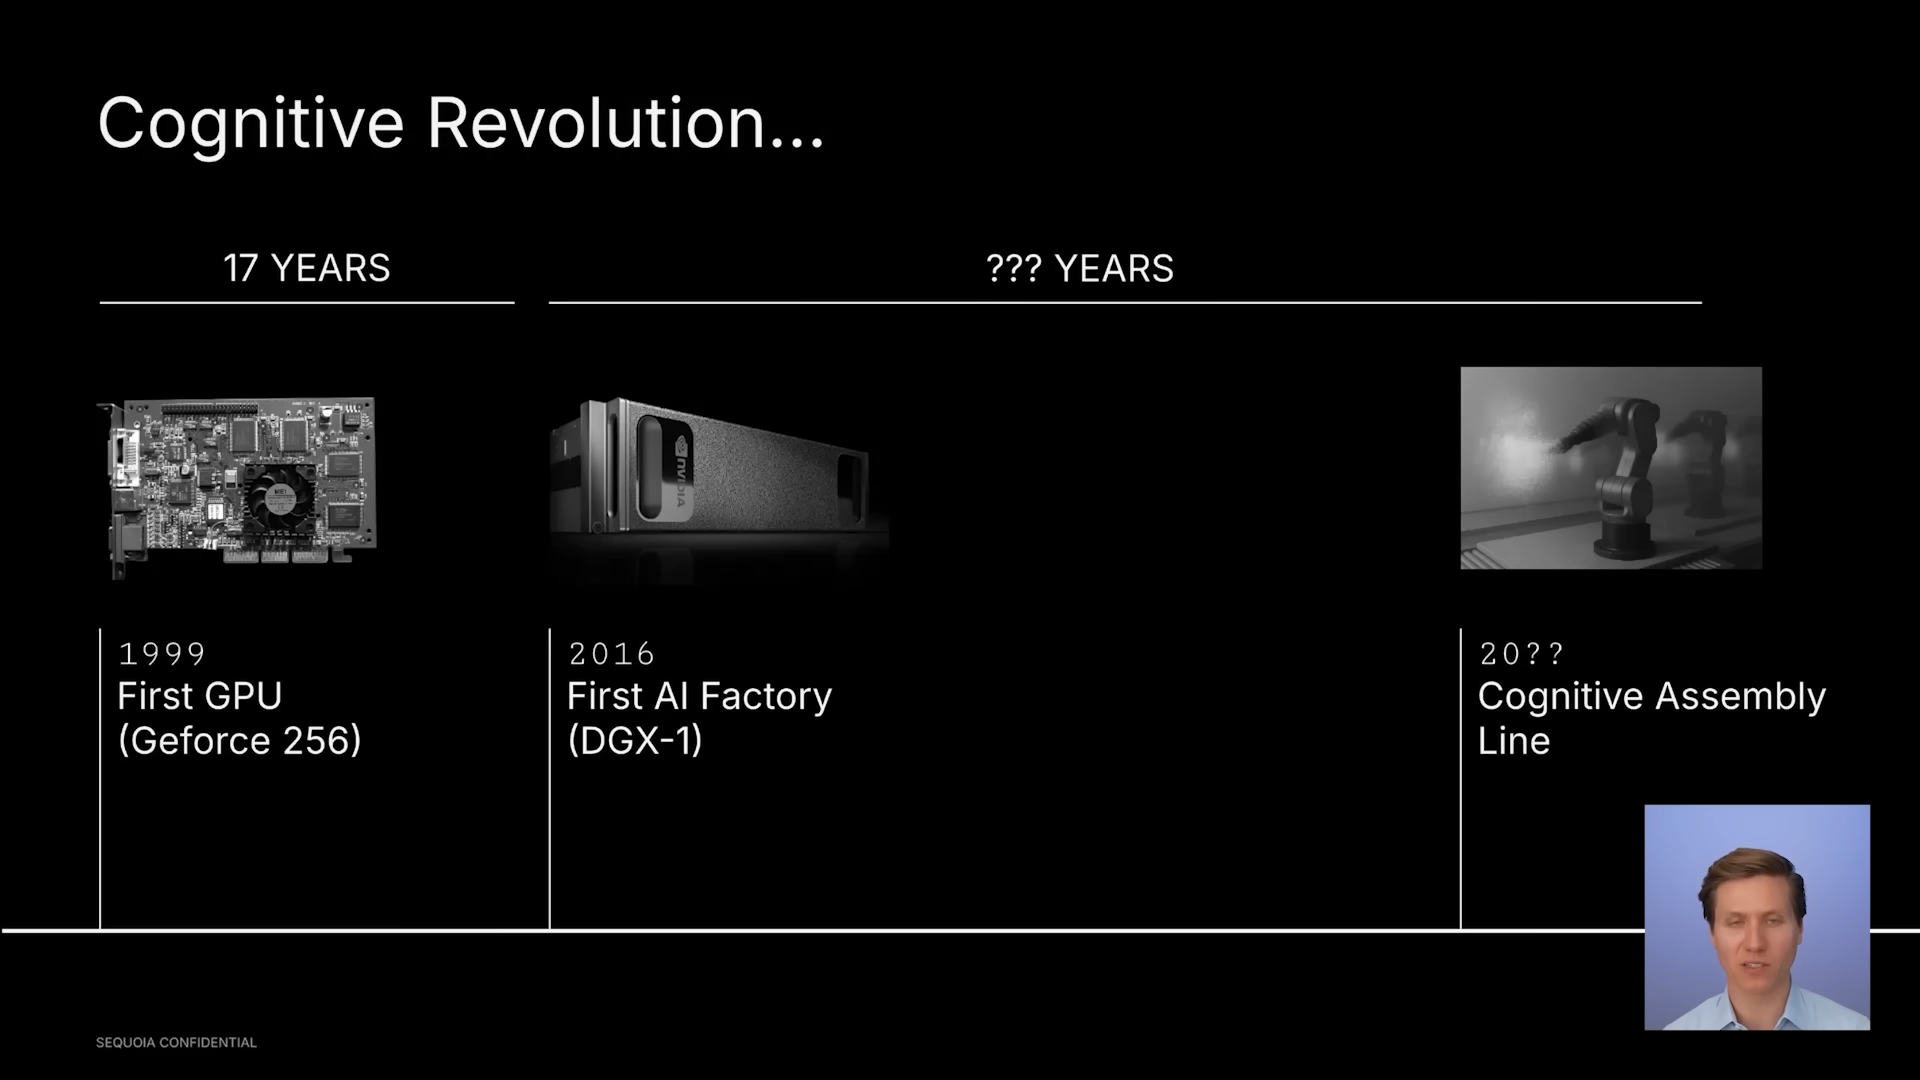 Cognitive Revolution...
17 YEARS
??? YEARS
NVIDIA
1999
First GPU
(Geforce 256)
2016
First AI Factory
(DGX-1)
20??
Cognitive Assembly
Line
SEQUOIA CONFIDENTIAL